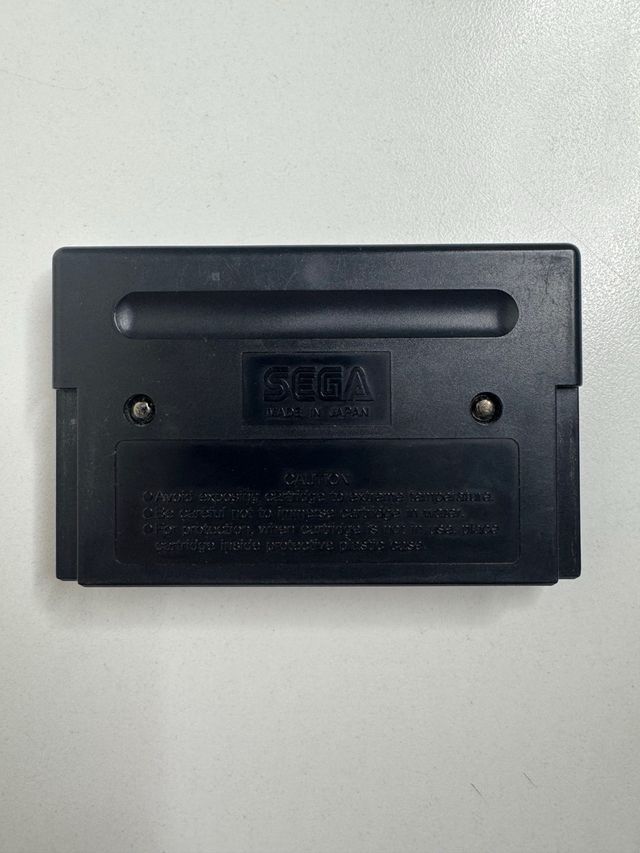 SEGA
MADE IN JAPAN
CAUTION
○Avoid exposing cartridge to extreme temperature.
○Be careful not to immerse cartridge in water.
○For protection, when cartridge is not in use, place
cartridge inside protective plastic case.